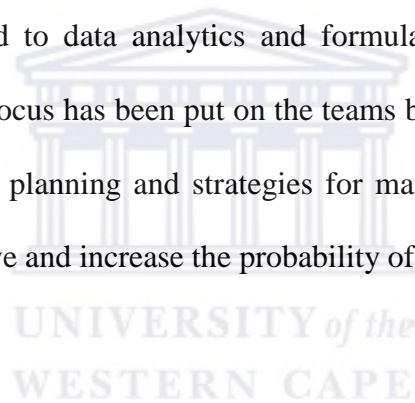 d to data analytics and formula
ocus has been put on the teams b
planning and strategies for ma
ve and increase the probability of
UNIVERSITY of the
WESTERN CAPE